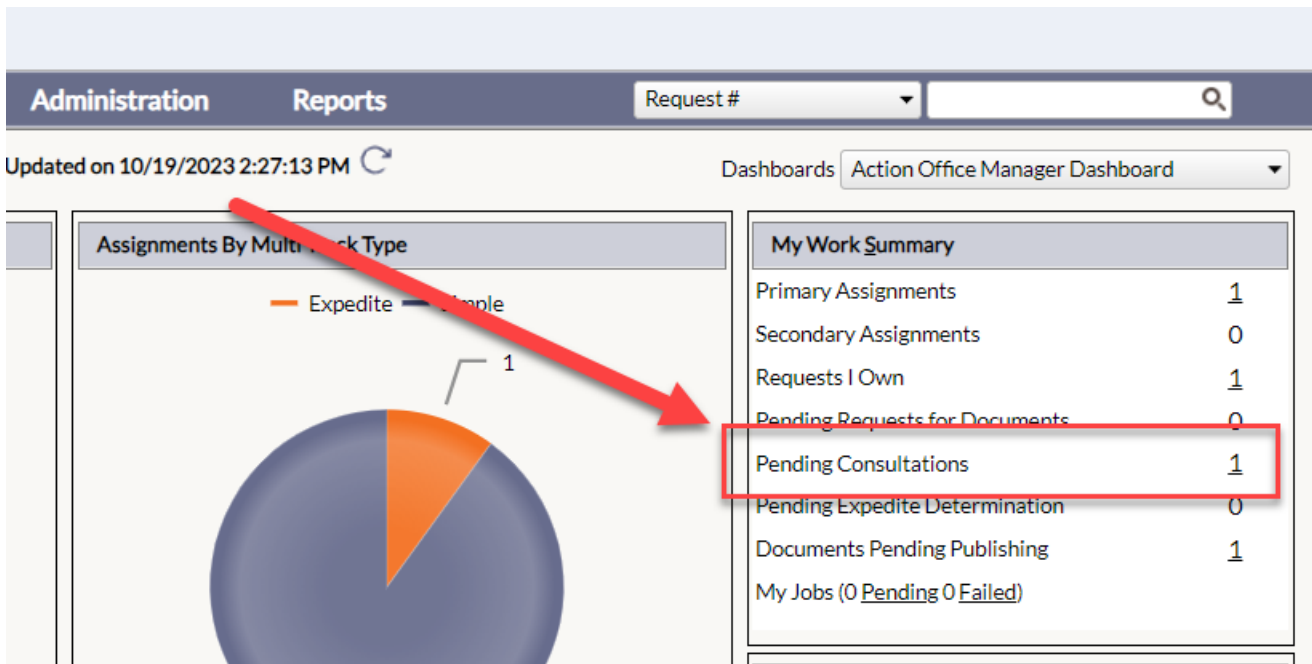 Administration Reports Request #
Updated on 10/19/2023 2:27:13 PM Dashboards Action Office Manager Dashboard
Assignments By Multi Track Type
Expedite Simple
1
My Work Summary
Primary Assignments 1
Secondary Assignments 0
Requests I Own 1
Pending Requests for Documents 0
Pending Consultations 1
Pending Expedite Determination 0
Documents Pending Publishing 1
My Jobs (0 Pending 0 Failed)